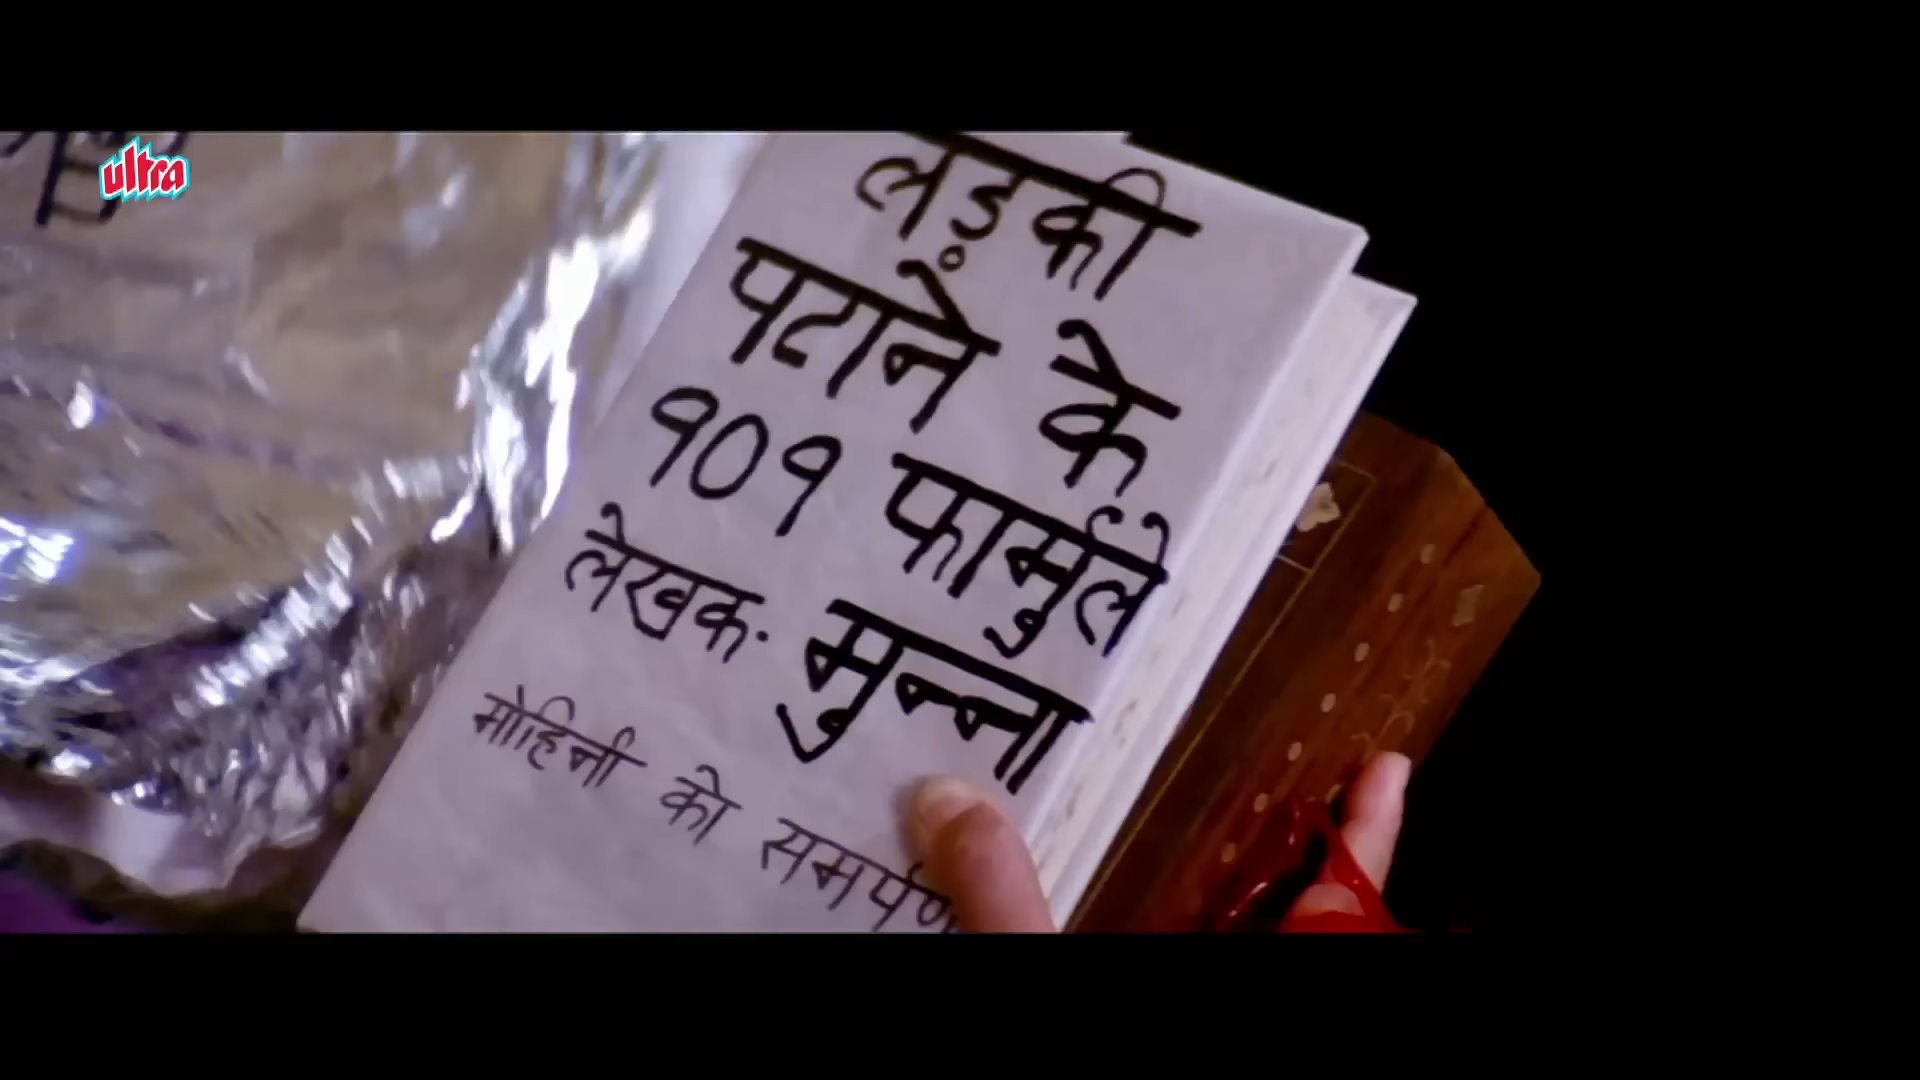 ultra
लड़की
पटाने के
१०१ फार्मुले
लेखक. मुन्ना
मोहिनी को समर्पण